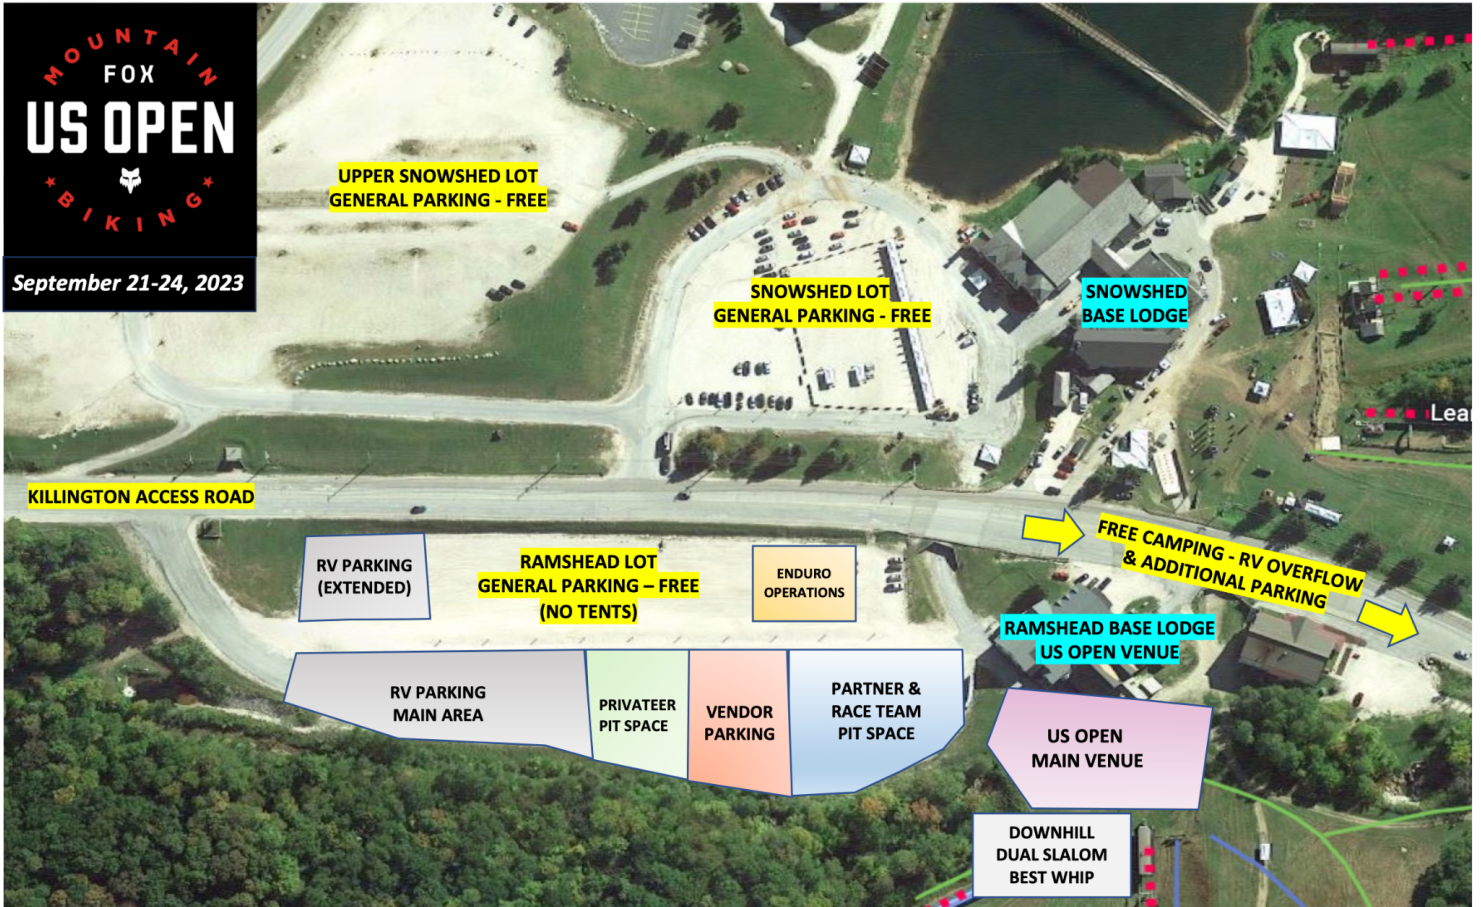 MOUNTAIN
FOX
US OPEN
BIKING
September 21-24, 2023
UPPER SNOWSHED LOT
GENERAL PARKING - FREE
SNOWSHED LOT
GENERAL PARKING - FREE
SNOWSHED
BASE LODGE
Lear
KILLINGTON ACCESS ROAD
FREE CAMPING - RV OVERFLOW
& ADDITIONAL PARKING
RV PARKING
(EXTENDED)
RAMSHEAD LOT
GENERAL PARKING – FREE
(NO TENTS)
ENDURO
OPERATIONS
RAMSHEAD BASE LODGE
US OPEN VENUE
RV PARKING
MAIN AREA
PRIVATEER
PIT SPACE
VENDOR
PARKING
PARTNER &
RACE TEAM
PIT SPACE
US OPEN
MAIN VENUE
DOWNHILL
DUAL SLALOM
BEST WHIP